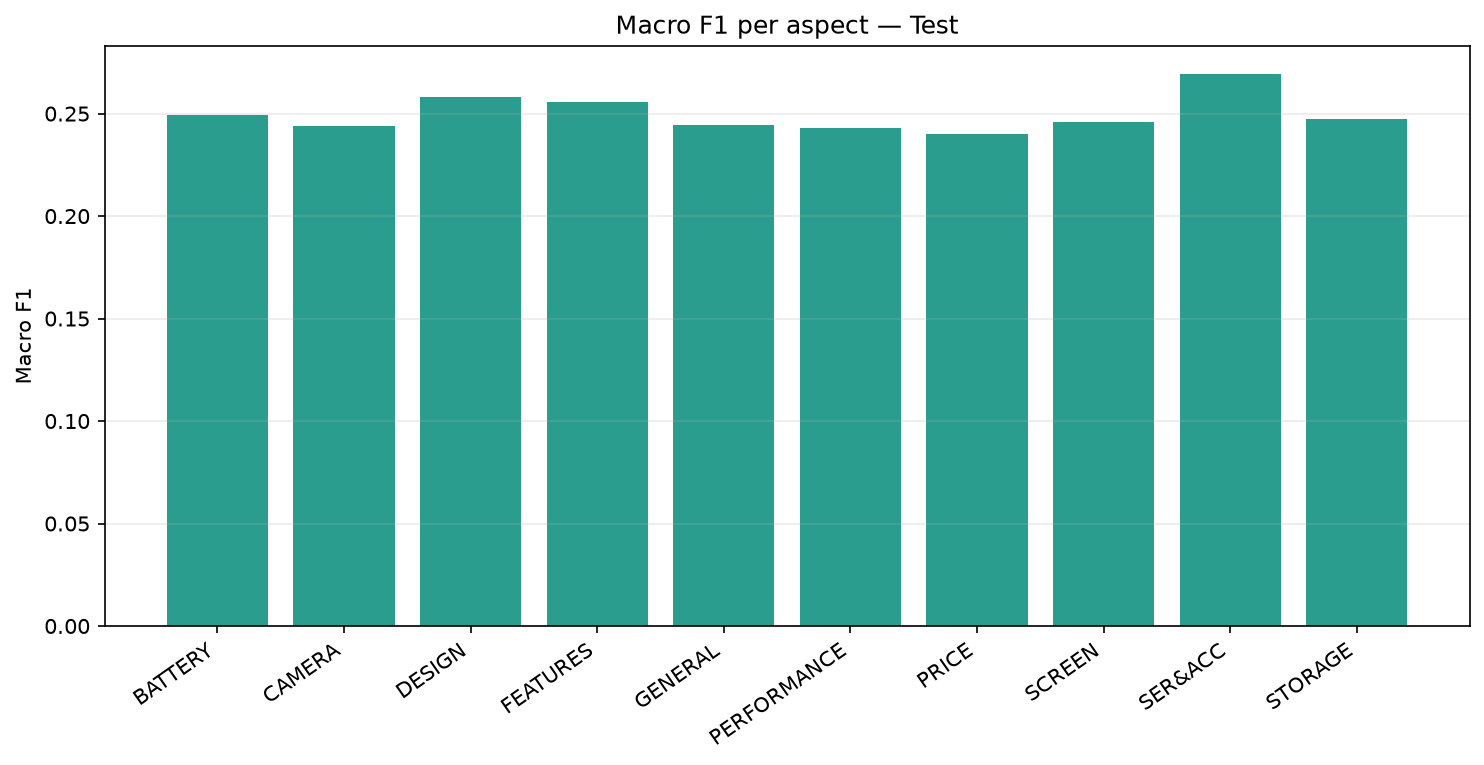 Macro F1 per aspect — Test
Macro F1
0.25
0.20
0.15
0.10
0.05
0.00
BATTERY
CAMERA
DESIGN
FEATURES
GENERAL
PERFORMANCE
PRICE
SCREEN
SER&ACC
STORAGE